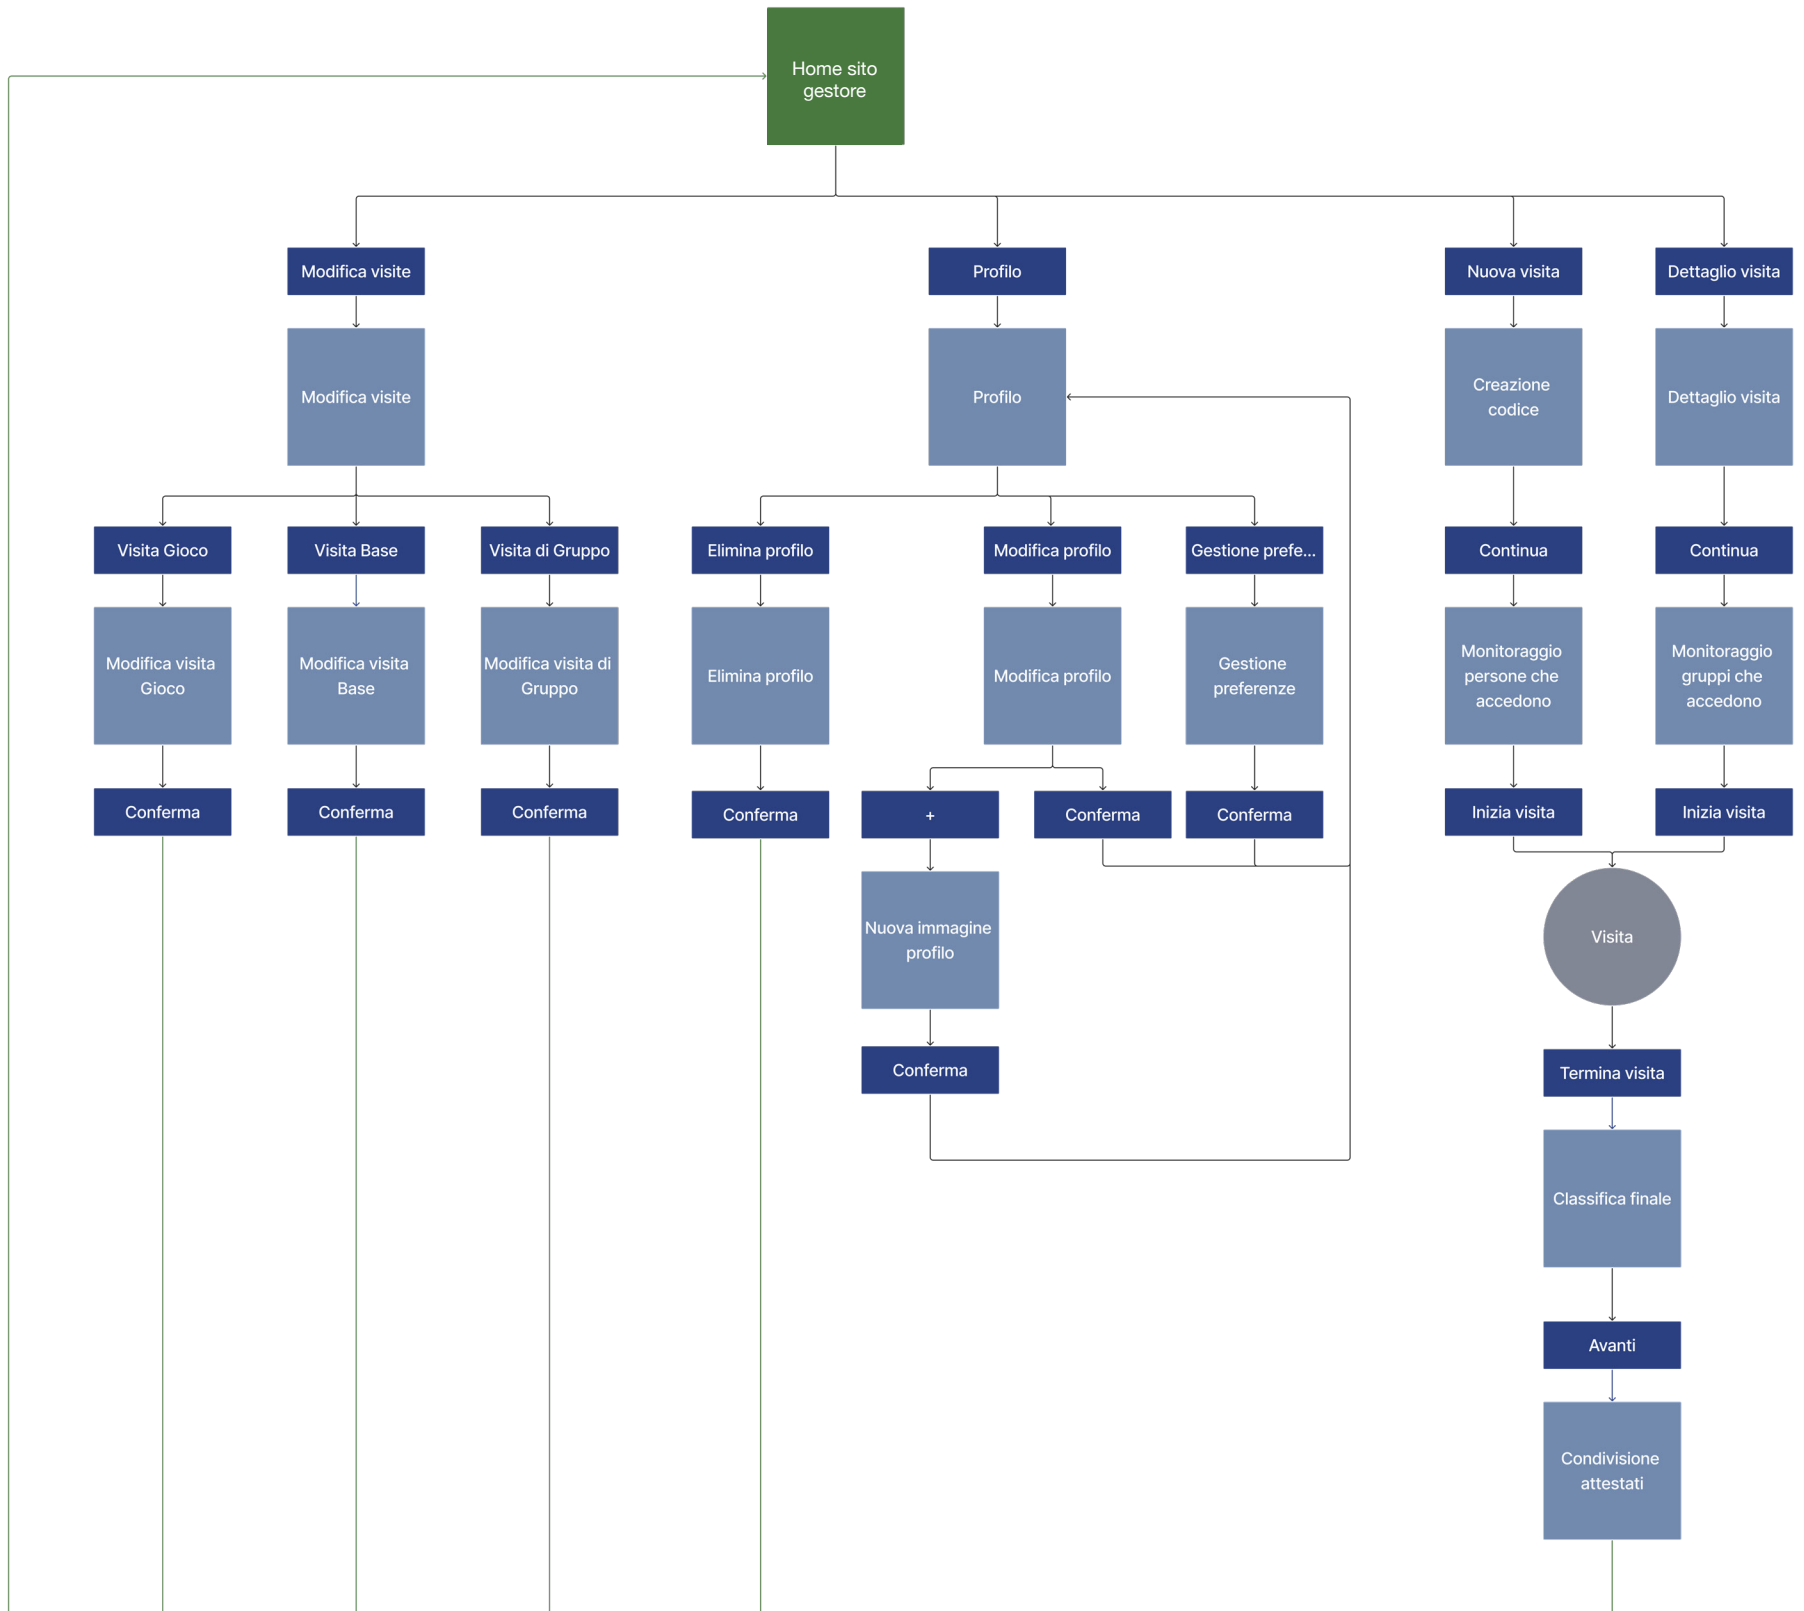 Home sito
gestore
Modifica visite
Profilo
Nuova visita
Dettaglio visita
Modifica visite
Profilo
Creazione
codice
Dettaglio visita
Visita Gioco
Visita Base
Visita di Gruppo
Elimina profilo
Modifica profilo
Gestione prefe...
Continua
Continua
Modifica visita
Gioco
Modifica visita
Base
Modifica visita di
Gruppo
Elimina profilo
Modifica profilo
Gestione
preferenze
Monitoraggio
persone che
accedono
Monitoraggio
gruppi che
accedono
Conferma
Conferma
Conferma
Conferma
+
Conferma
Conferma
Inizia visita
Inizia visita
Nuova immagine
profilo
Visita
Conferma
Termina visita
Classifica finale
Avanti
Condivisione
attestati